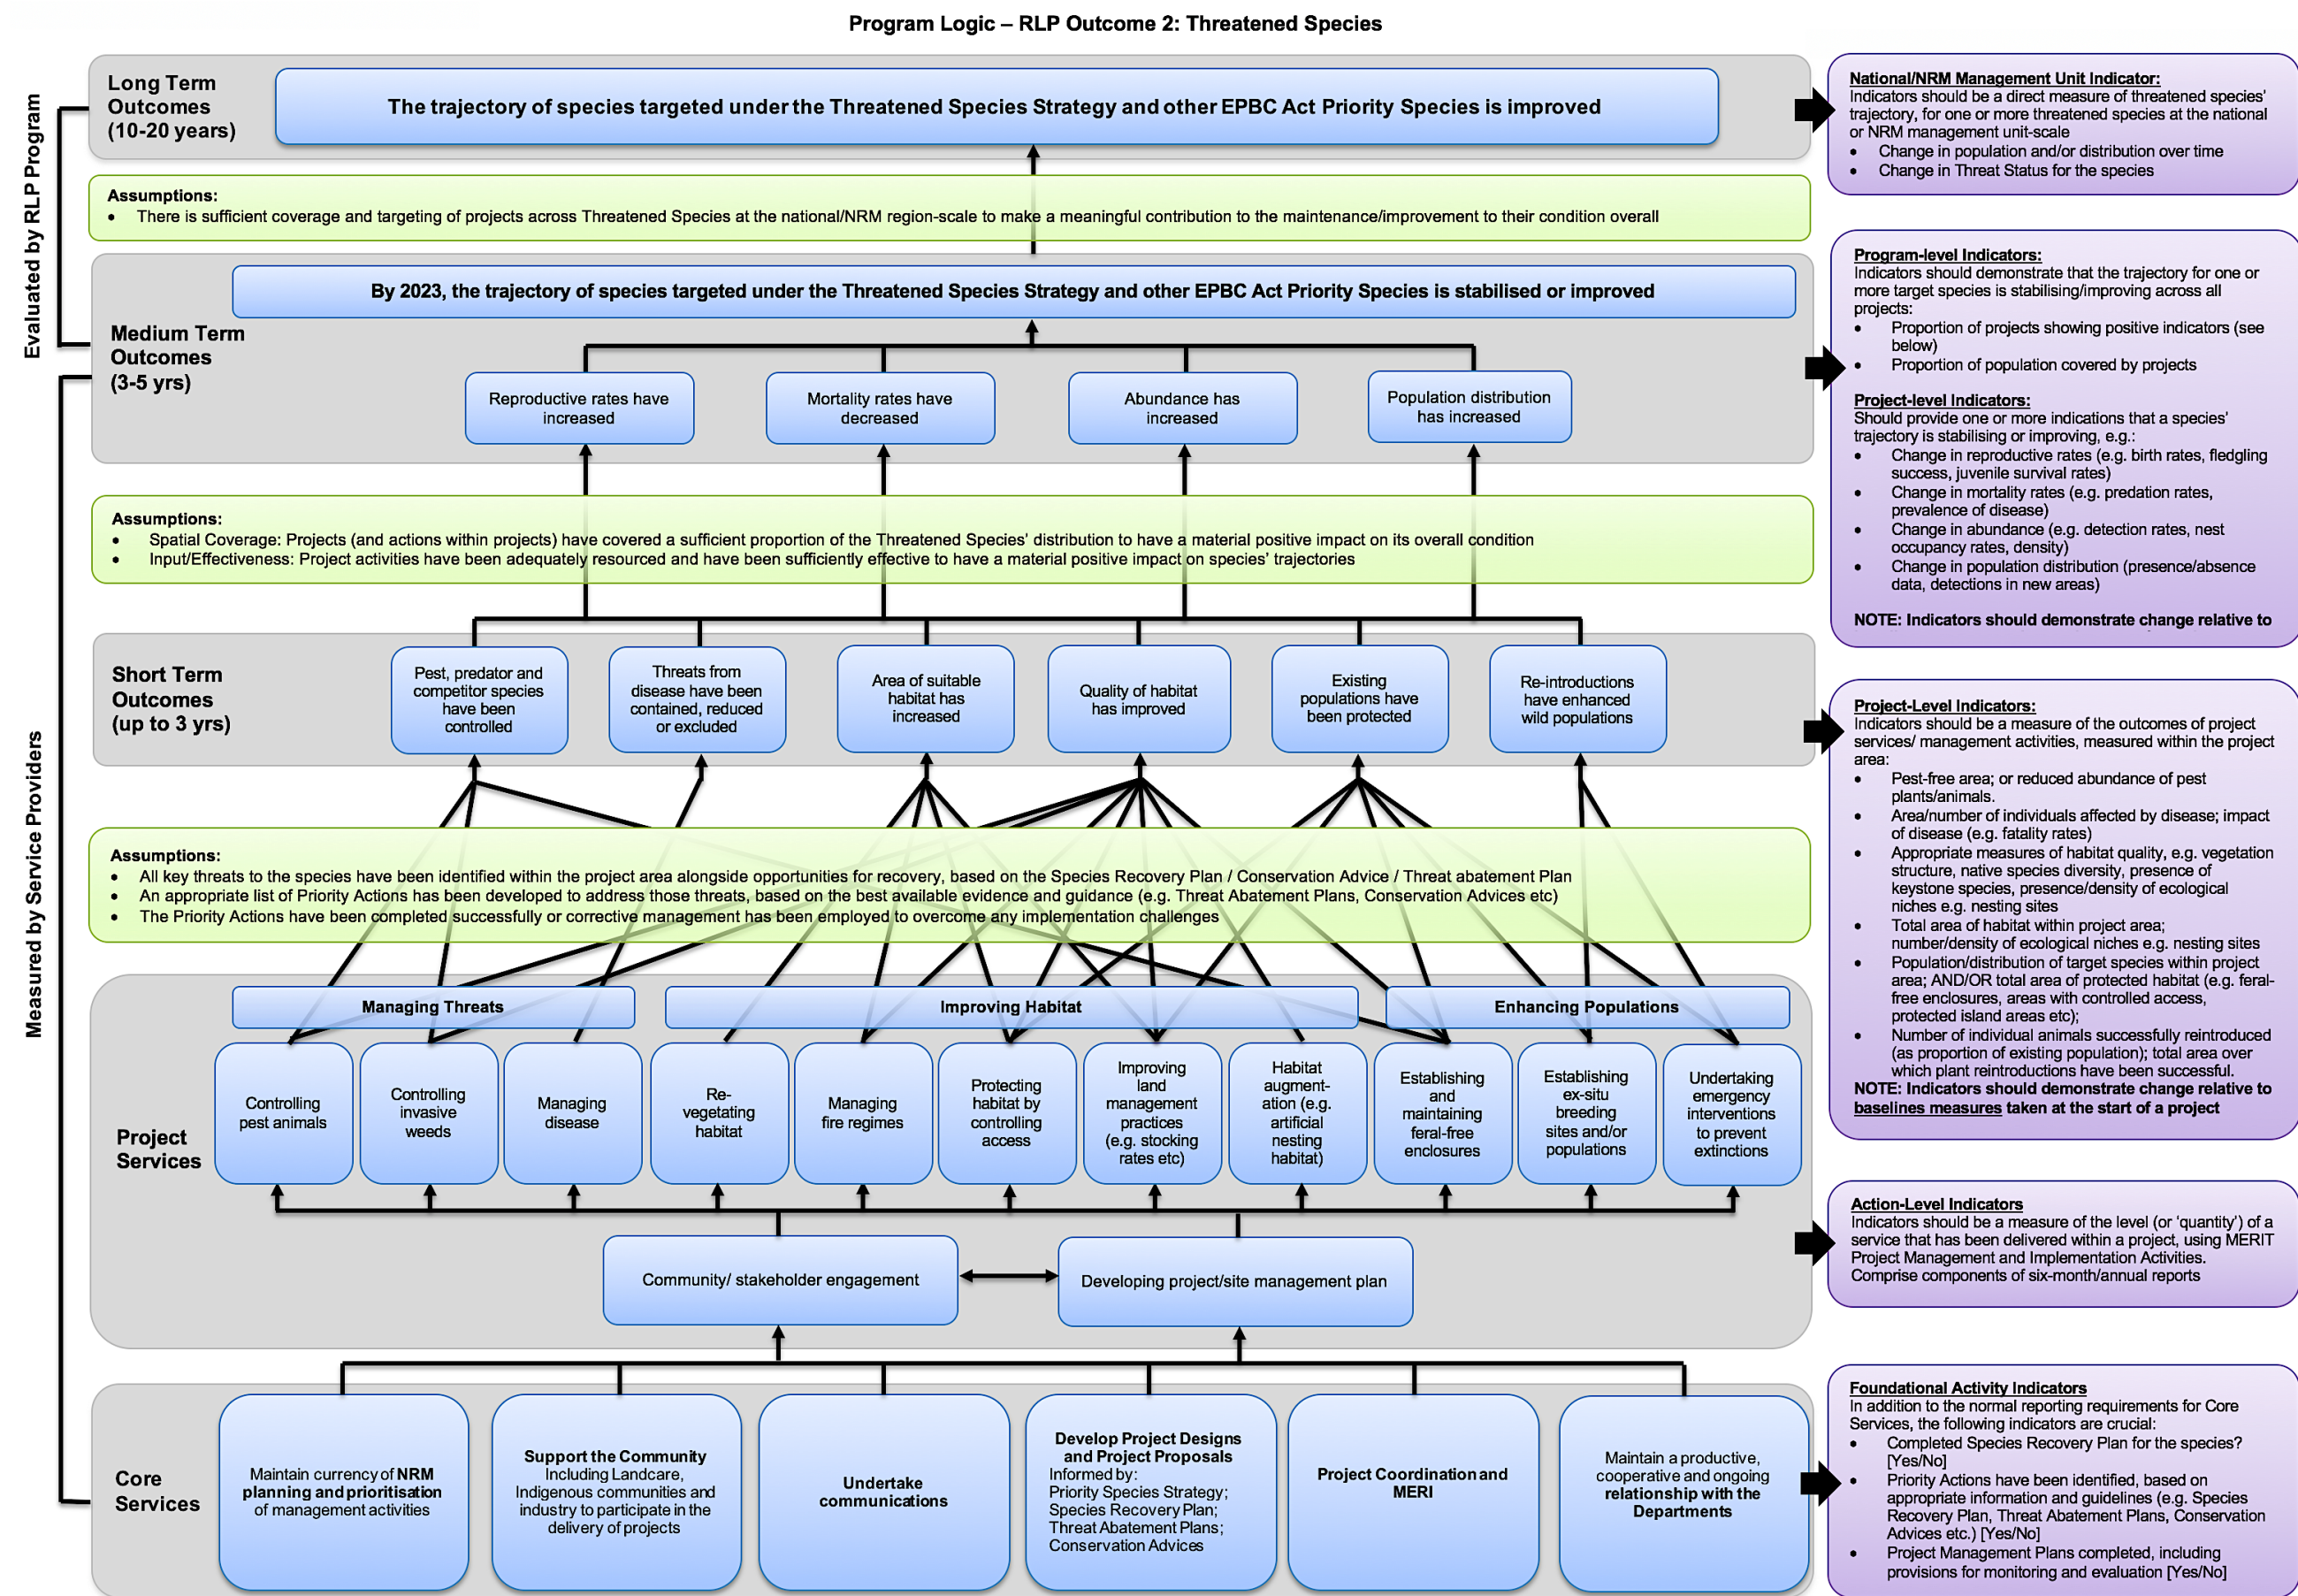 Program Logic – RLP Outcome 2: Threatened Species
Evaluated by RLP Program
Measured by Service Providers
Long Term
Outcomes
(10-20 years)
The trajectory of species targeted under the Threatened Species Strategy and other EPBC Act Priority Species is improved
National/NRM Management Unit Indicator:
Indicators should be a direct measure of threatened species'
trajectory, for one or more threatened species at the national
or NRM management unit-scale
• Change in population and/or distribution over time
• Change in Threat Status for the species
Assumptions:
• There is sufficient coverage and targeting of projects across Threatened Species at the national/NRM region-scale to make a meaningful contribution to the maintenance/improvement to their condition overall
Medium Term
Outcomes
(3-5 yrs)
By 2023, the trajectory of species targeted under the Threatened Species Strategy and other EPBC Act Priority Species is stabilised or improved
Reproductive rates have
increased
Mortality rates have
decreased
Abundance has
increased
Population distribution
has increased
Program-level Indicators:
Indicators should demonstrate that the trajectory for one or
more target species is stabilising/improving across all
projects:
• Proportion of projects showing positive indicators (see
below)
• Proportion of population covered by projects
Project-level Indicators:
Should provide one or more indications that a species'
trajectory is stabilising or improving, e.g.:
• Change in reproductive rates (e.g. birth rates, fledgling
success, juvenile survival rates)
• Change in mortality rates (e.g. predation rates,
prevalence of disease)
• Change in abundance (e.g. detection rates, nest
occupancy rates, density)
• Change in population distribution (presence/absence
data, detections in new areas)
NOTE: Indicators should demonstrate change relative to
Assumptions:
• Spatial Coverage: Projects (and actions within projects) have covered a sufficient proportion of the Threatened Species' distribution to have a material positive impact on its overall condition
• Input/Effectiveness: Project activities have been adequately resourced and have been sufficiently effective to have a material positive impact on species' trajectories
Short Term
Outcomes
(up to 3 yrs)
Pest, predator and
competitor species
have been
controlled
Threats from
disease have been
contained, reduced
or excluded
Area of suitable
habitat has
increased
Quality of habitat
has improved
Existing
populations have
been protected
Re-introductions
have enhanced
wild populations
Project-Level Indicators:
Indicators should be a measure of the outcomes of project
services/ management activities, measured within the project
area:
• Pest-free area; or reduced abundance of pest
plants/animals.
• Area/number of individuals affected by disease; impact
of disease (e.g. fatality rates)
• Appropriate measures of habitat quality, e.g. vegetation
structure, native species diversity, presence of
keystone species, presence/density of ecological
niches e.g. nesting sites
• Total area of habitat within project area;
number/density of ecological niches e.g. nesting sites
• Population/distribution of target species within project
area; AND/OR total area of protected habitat (e.g. feral-
free enclosures, areas with controlled access,
protected island areas etc);
• Number of individual animals successfully reintroduced
(as proportion of existing population); total area over
which plant reintroductions have been successful.
NOTE: Indicators should demonstrate change relative to
baselines measures taken at the start of a project
Assumptions:
• All key threats to the species have been identified within the project area alongside opportunities for recovery, based on the Species Recovery Plan / Conservation Advice / Threat abatement Plan
• An appropriate list of Priority Actions has been developed to address those threats, based on the best available evidence and guidance (e.g. Threat Abatement Plans, Conservation Advices etc)
• The Priority Actions have been completed successfully or corrective management has been employed to overcome any implementation challenges
Project
Services
Managing Threats
Improving Habitat
Enhancing Populations
Controlling
pest animals
Controlling
invasive
weeds
Managing
disease
Re-
vegetating
habitat
Managing
fire regimes
Protecting
habitat by
controlling
access
Improving
land
management
practices
(e.g. stocking
rates etc)
Habitat
augment-
ation (e.g.
artificial
nesting
habitat)
Establishing
and
maintaining
feral-free
enclosures
Establishing
ex-situ
breeding
sites and/or
populations
Undertaking
emergency
interventions
to prevent
extinctions
Community/ stakeholder engagement
Developing project/site management plan
Action-Level Indicators
Indicators should be a measure of the level (or 'quantity') of a
service that has been delivered within a project, using MERIT
Project Management and Implementation Activities.
Comprise components of six-month/annual reports
Core
Services
Maintain currency of NRM
planning and prioritisation
of management activities
Support the Community
Including Landcare,
Indigenous communities and
industry to participate in the
delivery of projects
Undertake
communications
Develop Project Designs
and Project Proposals
Informed by:
Priority Species Strategy;
Species Recovery Plan;
Threat Abatement Plans;
Conservation Advices
Project Coordination and
MERI
Maintain a productive,
cooperative and ongoing
relationship with the
Departments
Foundational Activity Indicators
In addition to the normal reporting requirements for Core
Services, the following indicators are crucial:
• Completed Species Recovery Plan for the species?
[Yes/No]
• Priority Actions have been identified, based on
appropriate information and guidelines (e.g. Species
Recovery Plan, Threat Abatement Plans, Conservation
Advices etc.) [Yes/No]
• Project Management Plans completed, including
provisions for monitoring and evaluation [Yes/No]